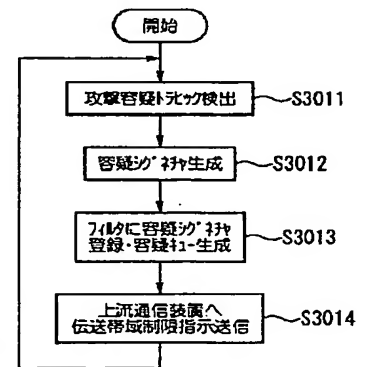 開始
攻撃容疑トラヒック検出
S3011
容疑シグネチャ生成
S3012
フィルタに容疑シグネチャ
登録・容疑キュー生成
S3013
上流通信装置へ
伝送帯域制限指示送信
S3014